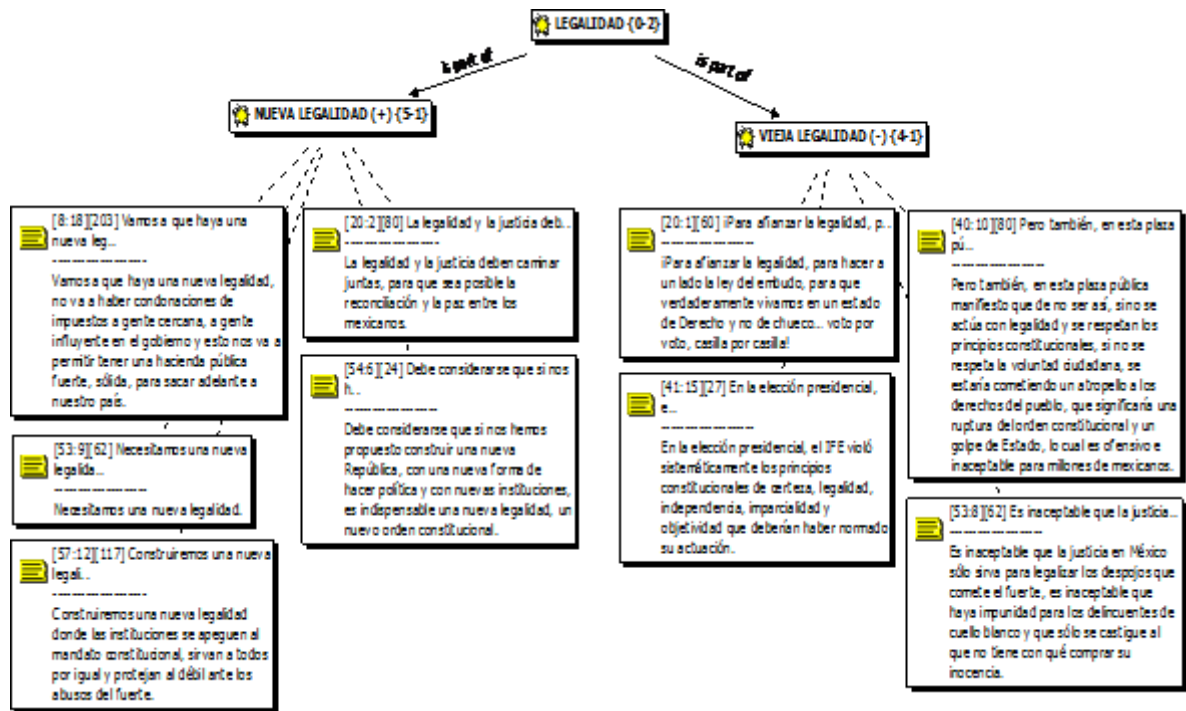 LEGALIDAD {0-2}
is part of
is part of
NUEVA LEGALIDAD (+) {5-1}
VIEJA LEGALIDAD (-) {4-1}
[8:18][203] Vamos a que haya una
nueva leg...
--------------------
Vamos a que haya una nueva legalidad,
no va a haber condonaciones de
impuestos a gente cercana, a gente
influyente en el gobierno y esto nos va a
permitir tener una hacienda pública
fuerte, sólida, para sacar adelante a
nuestro país.
[53:9][62] Necesitamos una nueva
legalida...
--------------------
Necesitamos una nueva legalidad.
[57:12][117] Construiremos una nueva
legali...
--------------------
Construiremos una nueva legalidad
donde las instituciones se apeguen al
mandato constitucional, sirvan a todos
por igual y protejan al débil ante los
abusos del fuerte.
[20:2][80] La legalidad y la justicia deb...
--------------------
La legalidad y la justicia deben caminar
juntas, para que sea posible la
reconciliación y la paz entre los
mexicanos.
[54:6][24] Debe considerarse que si nos
h...
--------------------
Debe considerarse que si nos hemos
propuesto construir una nueva
República, con una nueva forma de
hacer política y con nuevas instituciones,
es indispensable una nueva legalidad, un
nuevo orden constitucional.
[20:1][60] ¡Para afianzar la legalidad, p...
--------------------
¡Para afianzar la legalidad, para hacer a
un lado la ley del embudo, para que
verdaderamente vivamos en un estado
de Derecho y no de chueco... voto por
voto, casilla por casilla!
[41:15][27] En la elección presidencial,
e...
--------------------
En la elección presidencial, el IFE violó
sistemáticamente los principios
constitucionales de certeza, legalidad,
independencia, imparcialidad y
objetividad que deberían haber normado
su actuación.
[40:10][80] Pero también, en esta plaza
pú...
--------------------
Pero también, en esta plaza pública
manifiesto que de no ser así, si no se
actúa con legalidad y se respetan los
principios constitucionales, si no se
respeta la voluntad ciudadana, se
estaría cometiendo un atropello a los
derechos del pueblo, que significaría una
ruptura del orden constitucional y un
golpe de Estado, lo cual es ofensivo e
inaceptable para millones de mexicanos.
[53:8][62] Es inaceptable que la justicia...
--------------------
Es inaceptable que la justicia en México
sólo sirva para legalizar los despojos que
comete el fuerte, es inaceptable que
haya impunidad para los delincuentes de
cuello blanco y que sólo se castigue al
que no tiene con qué comprar su
inocencia.